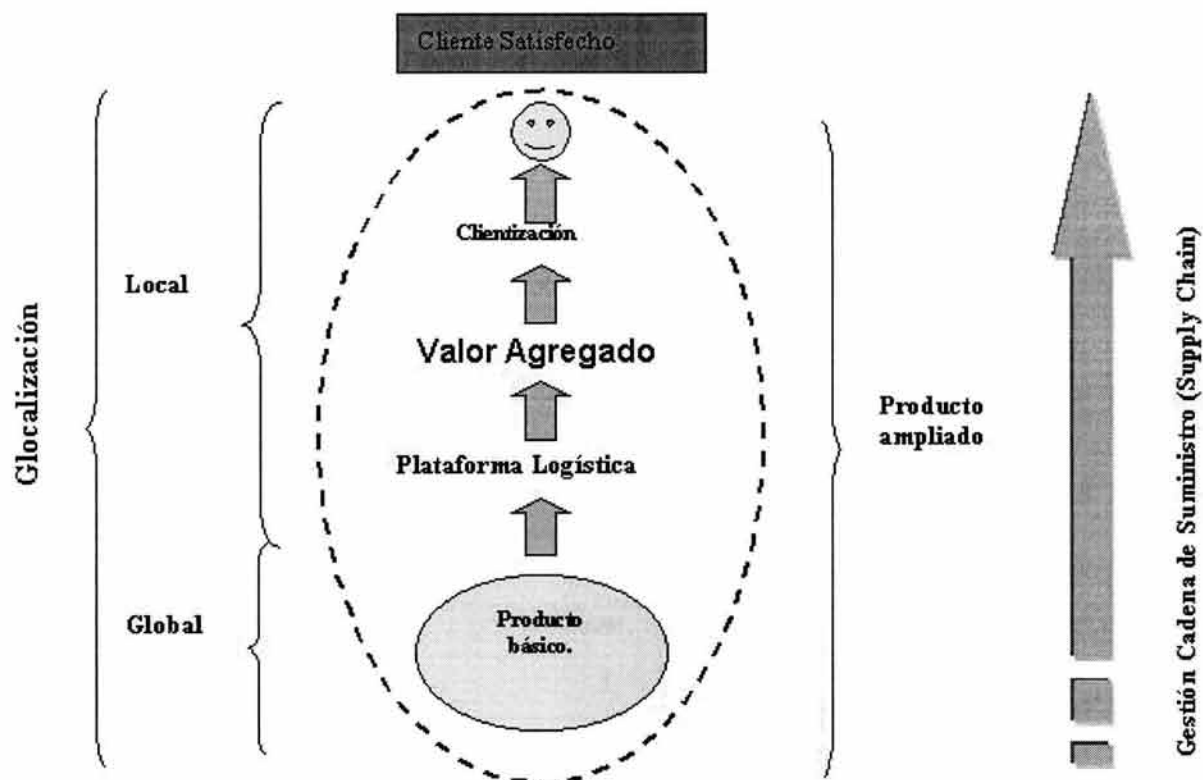 Cliente Satisfecho
Clientización
Local
Valor Agregado
Glocalización
Producto
ampliado
Plataforma Logística
Global
Producto
básico.
Gestión Cadena de Suministro (Supply Chain)